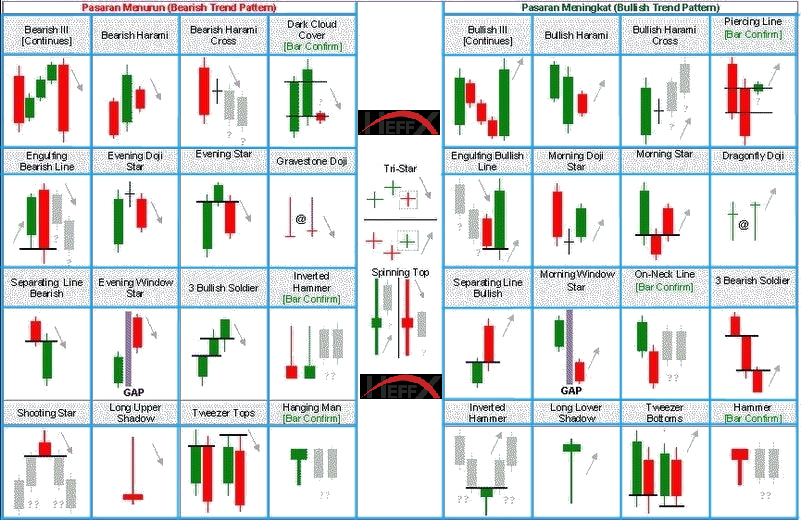 Pasaran Menurun (Bearish Trend Pattern)
Bearish III
[Continues]
Bearish Harami
Bearish Harami
Cross
Dark Cloud
Cover
[Bar Confirm]
?
? ?
?
Engulfing
Bearish Line
Evening Doji
Star
Evening Star
Gravestone Doji
@
Separating Line
Bearish
Evening Window
Star
3 Bullish Soldier
Inverted
Hammer
[Bar Confirm]
GAP
??
Shooting Star
Long Upper
Shadow
Tweezer Tops
Hanging Man
[Bar Confirm]
?? ??
??
HEFFX
Tri-Star
Spinning Top
? ?
HEFFX
Pasaran Meningkat (Bullish Trend Pattern)
Bullish III
[Continues]
Bullish Harami
Bullish Harami
Cross
Piercing Line
[Bar Confirm]
?
?
?
?
Engulfing Bullish
Line
Morning Doji
Star
Morning Star
Dragonfly Doji
@
Separating Line
Bullish
Morning Window
Star
On-Neck Line
[Bar Confirm]
3 Bearish Soldier
GAP
??
Inverted
Hammer
Long Lower
Shadow
Tweezer
Bottoms
Hammer
[Bar Confirm]
?? ??
??